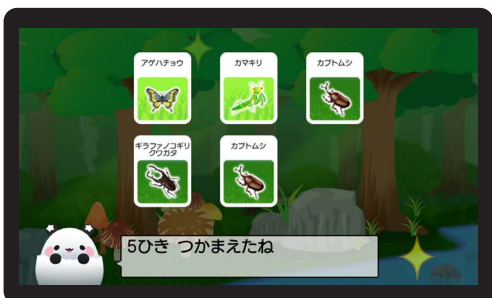 アゲハチョウ
カマキリ
カブトムシ
ギラファノコギリ
クワガタ
カブトムシ
5ひき つかまえたね